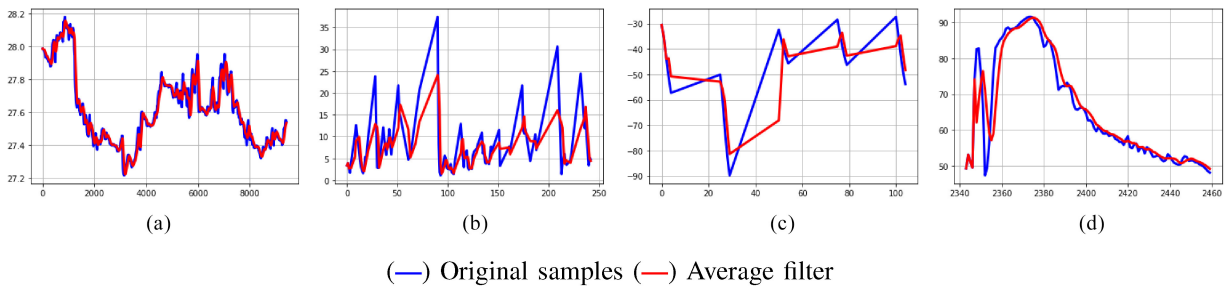 28.2
28.0
27.8
27.6
27.4
27.2
0 2000 4000 6000 8000
(a)
35
30
25
20
15
10
5
0
0 50 100 150 200 250
(b)
−30
−40
−50
−60
−70
−80
−90
0 20 40 60 80 100
(c)
90
80
70
60
50
2340 2360 2380 2400 2420 2440 2460
(d)
(—) Original samples (—) Average filter